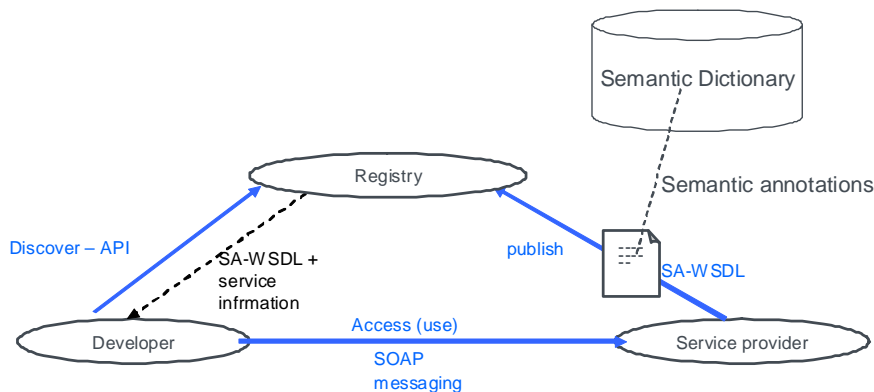 Semantic Dictionary
Registry
Semantic annotations
Discover – API
publish
SA-WSDL +
service
infrmation
SA-WSDL
Developer
Access (use)
Service provider
SOAP
messaging